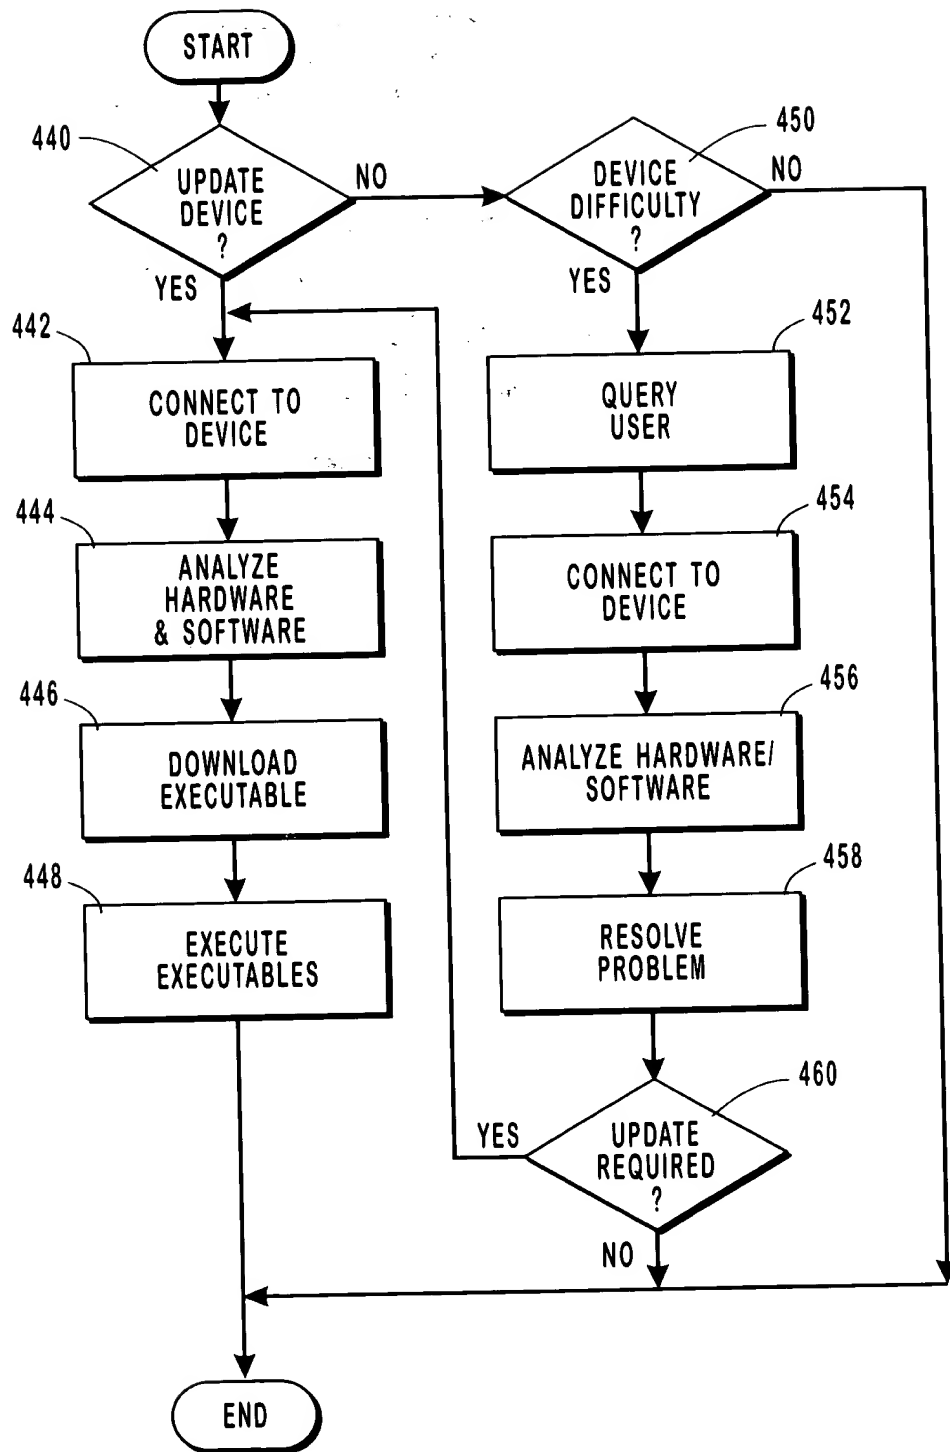 START
440
UPDATE
DEVICE
?
NO
YES
450
DEVICE
DIFFICULTY
?
NO
YES
442
CONNECT TO
DEVICE
452
QUERY
USER
444
ANALYZE
HARDWARE
& SOFTWARE
454
CONNECT TO
DEVICE
446
DOWNLOAD
EXECUTABLE
456
ANALYZE HARDWARE/
SOFTWARE
448
EXECUTE
EXECUTABLES
458
RESOLVE
PROBLEM
460
YES
UPDATE
REQUIRED
?
NO
END